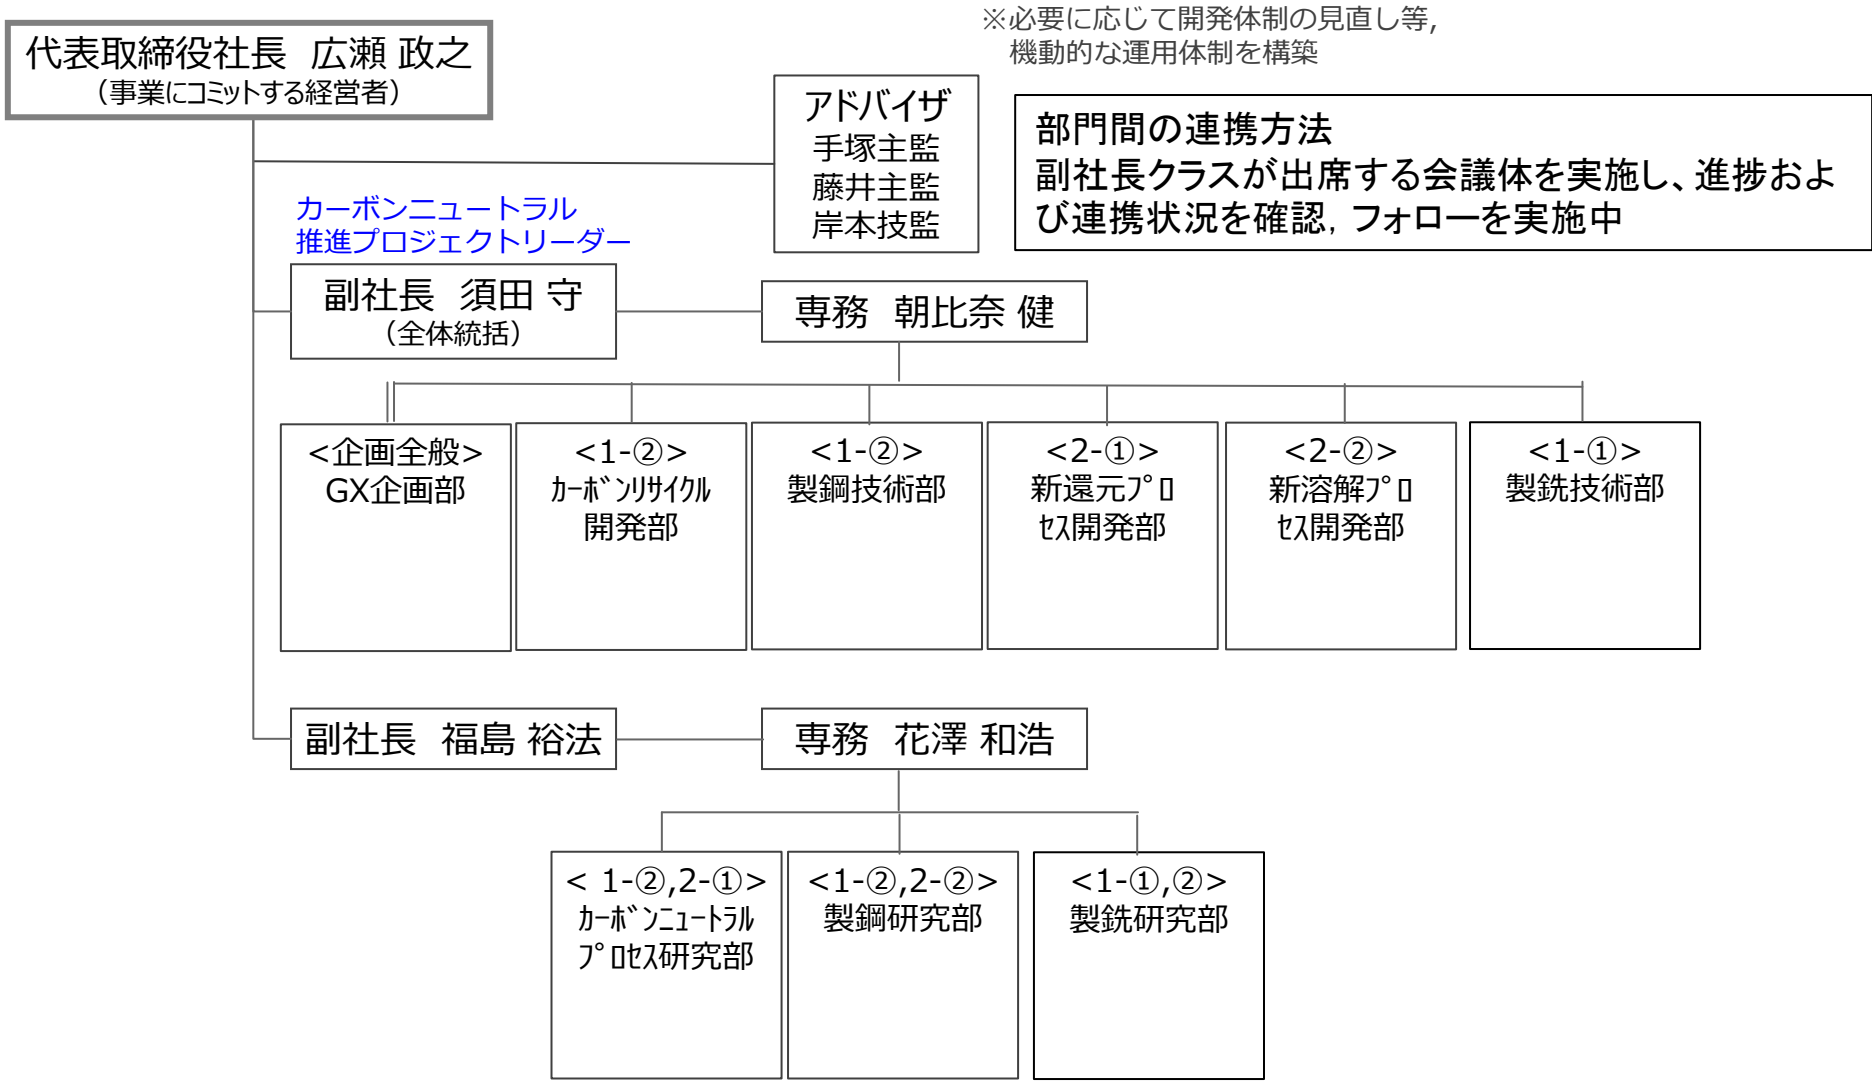 ※必要に応じて開発体制の見直し等,
機動的な運用体制を構築
代表取締役社長 広瀬 政之
(事業にコミットする経営者)
アドバイザ
手塚主監
藤井主監
岸本技監
部門間の連携方法
副社長クラスが出席する会議体を実施し、進捗およ
び連携状況を確認, フォローを実施中
カーボンニュートラル
推進プロジェクトリーダー
副社長 須田 守
(全体統括)
専務 朝比奈 健
<企画全般>
GX企画部
<1-②>
ｶｰﾎﾞﾝﾘｻｲｸﾙ
開発部
<1-②>
製鋼技術部
<2-①>
新還元ﾌﾟﾛ
ｾｽ開発部
<2-②>
新溶解ﾌﾟﾛ
ｾｽ開発部
<1-①>
製銑技術部
副社長 福島 裕法
専務 花澤 和浩
< 1-②,2-①>
ｶｰﾎﾞﾝﾆｭｰﾄﾗﾙ
ﾌﾟﾛｾｽ研究部
<1-②,2-②>
製鋼研究部
<1-①,②>
製銑研究部